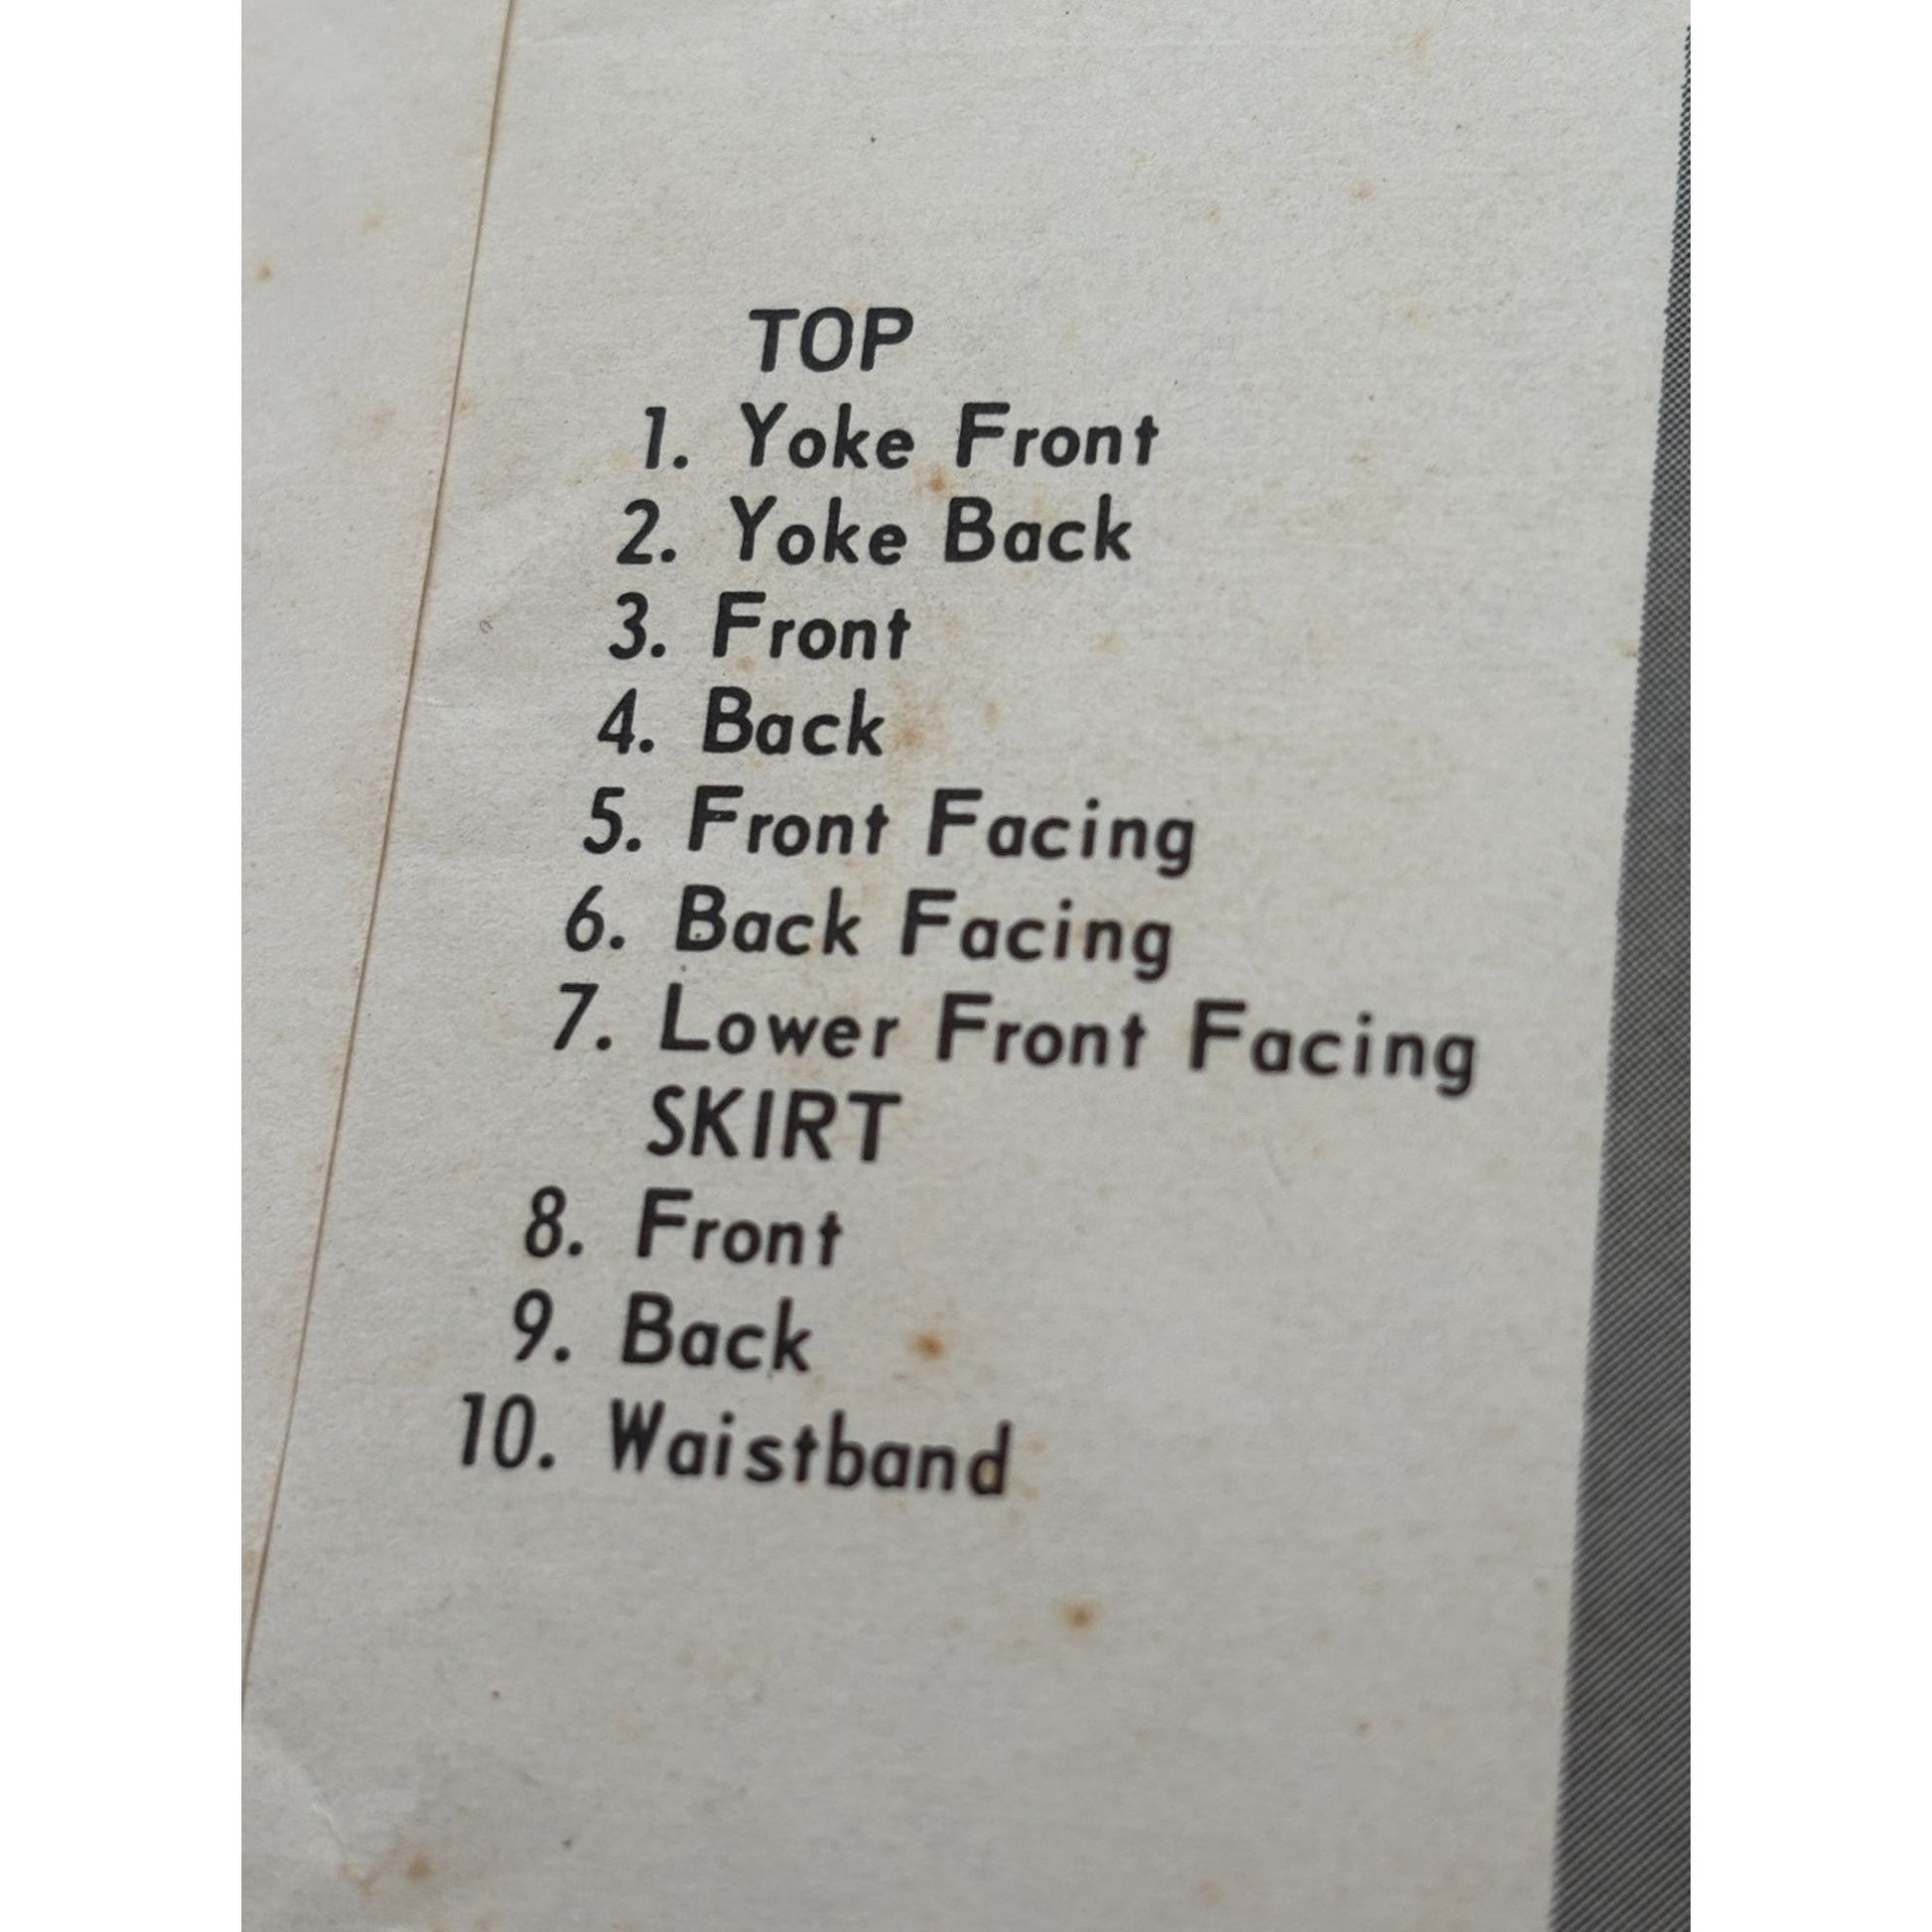 TOP
1. Yoke Front
2. Yoke Back
3. Front
4. Back
5. Front Facing
6. Back Facing
7. Lower Front Facing
SKIRT
8. Front
9. Back
10. Waistband